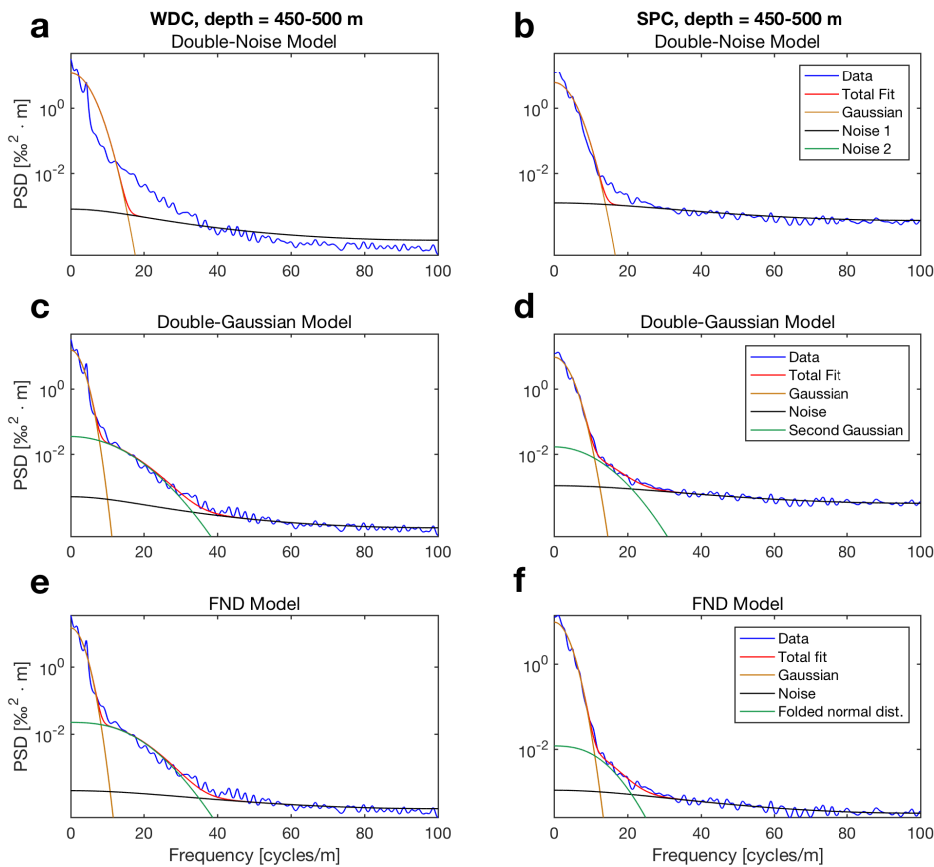 a
WDC, depth = 450-500 m
Double-Noise Model
PSD [‰² · m]
10⁰
10⁻²
0 20 40 60 80 100
b
SPC, depth = 450-500 m
Double-Noise Model
PSD [‰² · m]
10⁰
10⁻²
0 20 40 60 80 100
Data
Total Fit
Gaussian
Noise 1
Noise 2
c
Double-Gaussian Model
PSD [‰² · m]
10⁰
10⁻²
0 20 40 60 80 100
d
Double-Gaussian Model
10⁰
10⁻²
0 20 40 60 80 100
Data
Total Fit
Gaussian
Noise
Second Gaussian
e
FND Model
PSD [‰² · m]
10⁰
10⁻²
0 20 40 60 80 100
Frequency [cycles/m]
f
FND Model
10⁰
10⁻²
0 20 40 60 80 100
Frequency [cycles/m]
Data
Total fit
Gaussian
Noise
Folded normal dist.